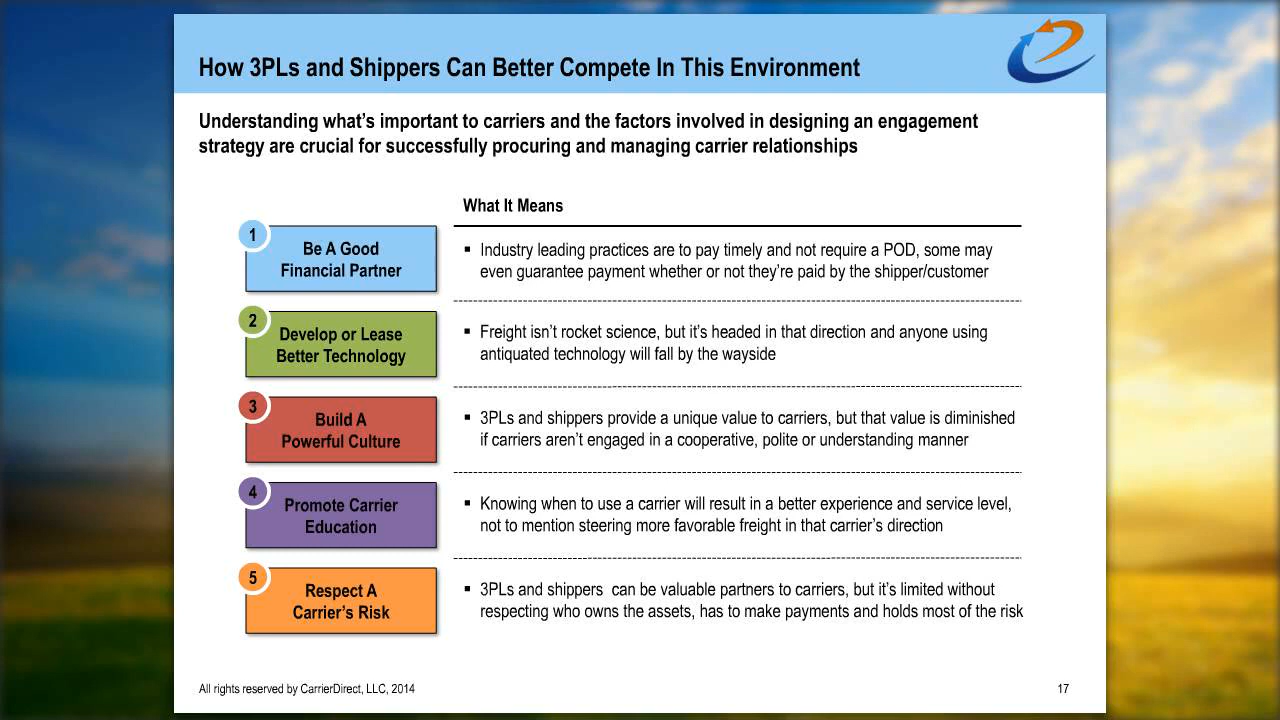 How 3PLs and Shippers Can Better Compete In This Environment
Understanding what's important to carriers and the factors involved in designing an engagement
strategy are crucial for successfully procuring and managing carrier relationships
What It Means
1
Be A Good
Financial Partner
▪ Industry leading practices are to pay timely and not require a POD, some may
even guarantee payment whether or not they're paid by the shipper/customer
2
Develop or Lease
Better Technology
▪ Freight isn't rocket science, but it's headed in that direction and anyone using
antiquated technology will fall by the wayside
3
Build A
Powerful Culture
▪ 3PLs and shippers provide a unique value to carriers, but that value is diminished
if carriers aren't engaged in a cooperative, polite or understanding manner
4
Promote Carrier
Education
▪ Knowing when to use a carrier will result in a better experience and service level,
not to mention steering more favorable freight in that carrier's direction
5
Respect A
Carrier's Risk
▪ 3PLs and shippers can be valuable partners to carriers, but it's limited without
respecting who owns the assets, has to make payments and holds most of the risk
All rights reserved by CarrierDirect, LLC, 2014
17